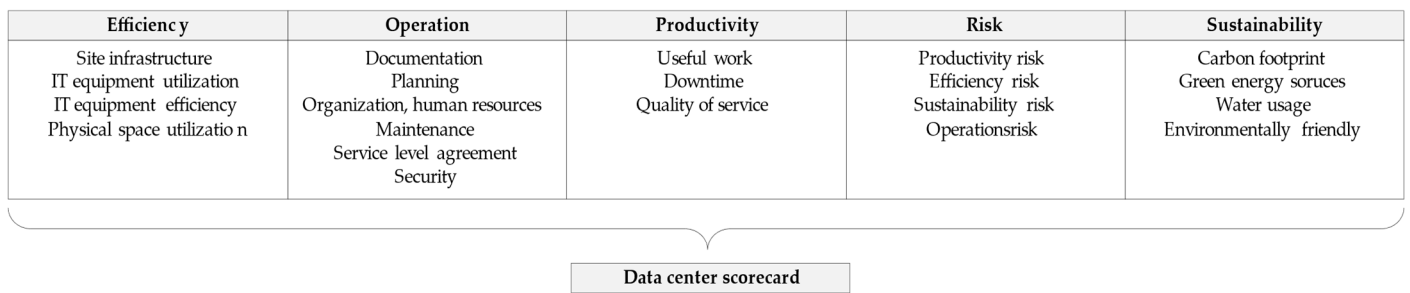 Efficiency
Site infrastructure
IT equipment utilization
IT equipment efficiency
Physical space utilization
Operation
Documentation
Planning
Organization, human resources
Maintenance
Service level agreement
Security
Productivity
Useful work
Downtime
Quality of service
Risk
Productivity risk
Efficiency risk
Sustainability risk
Operationsrisk
Sustainability
Carbon footprint
Green energy soruces
Water usage
Environmentally friendly
Data center scorecard